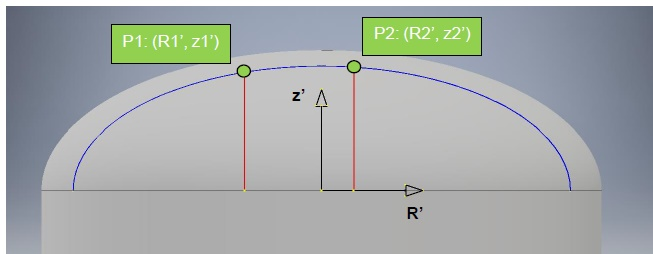 P1: (R1’, z1’)
P2: (R2’, z2’)
z’
R’